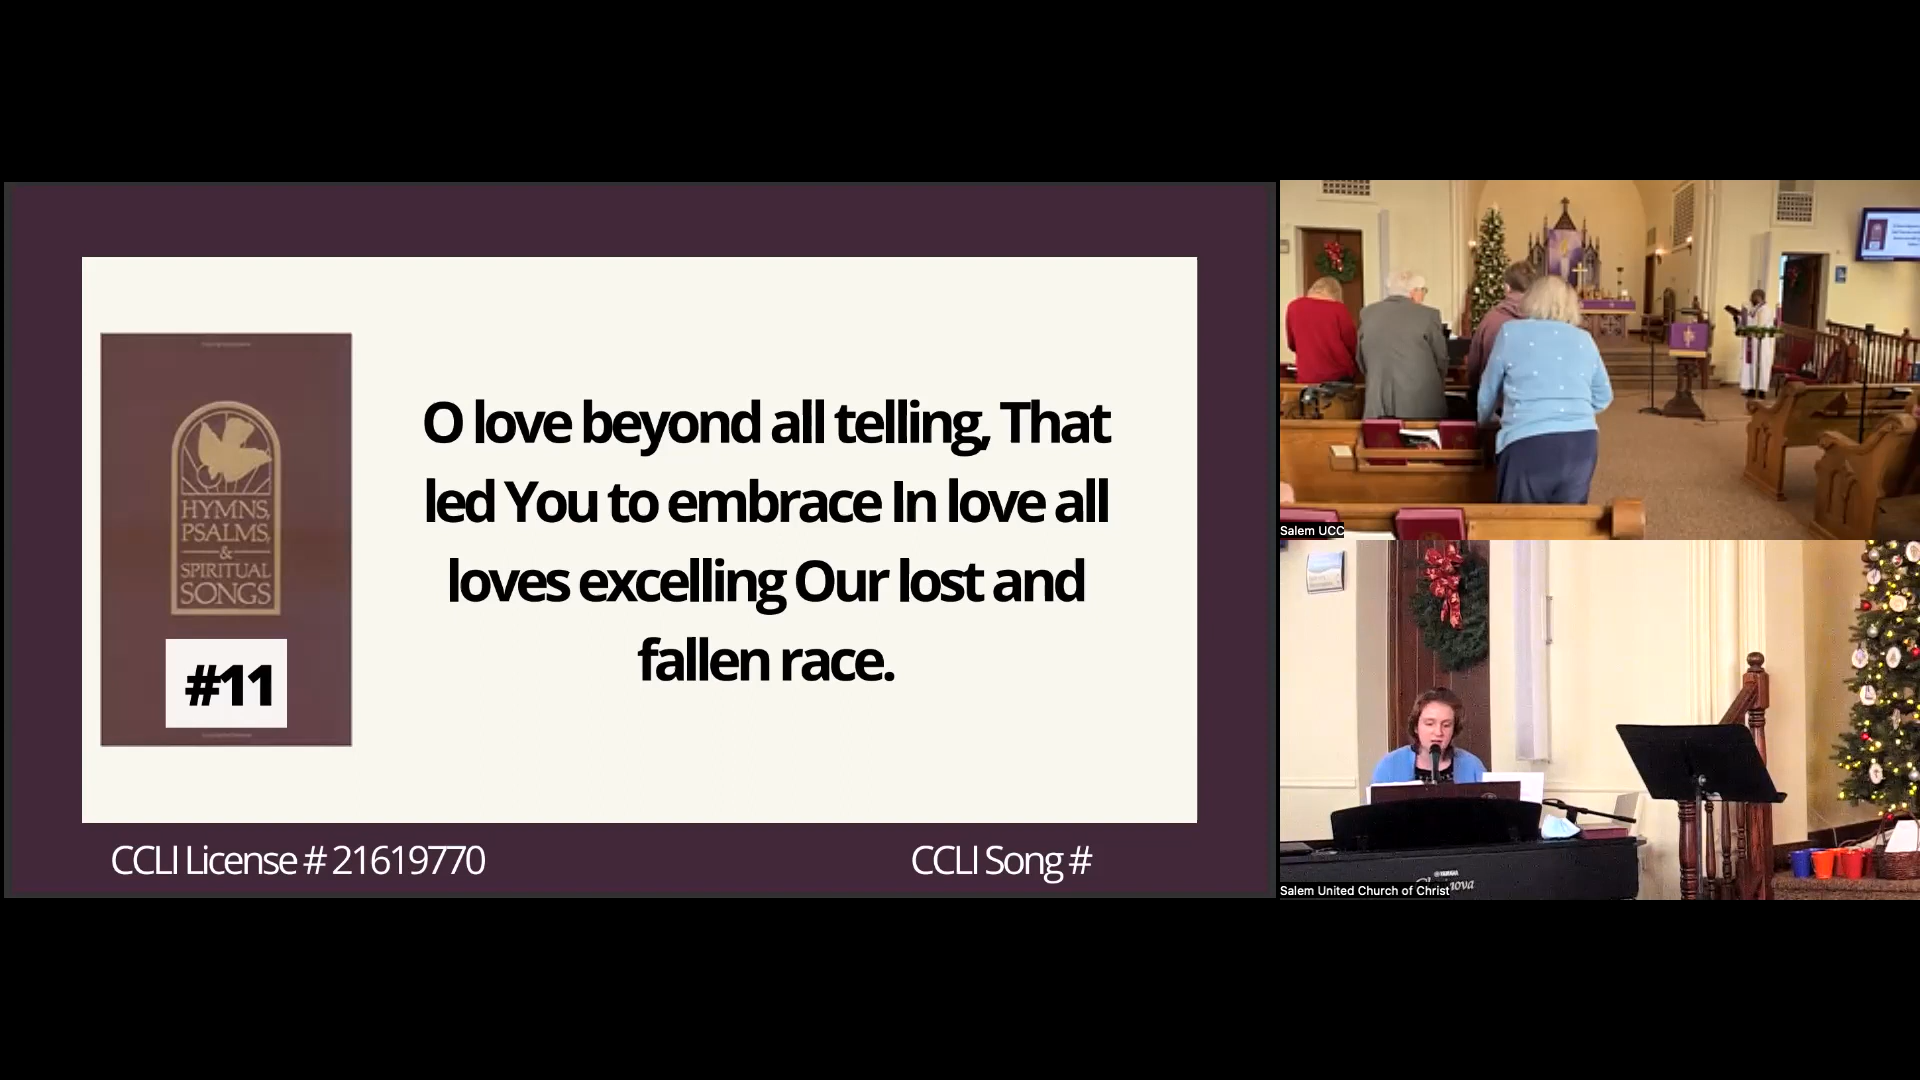 HYMNS,
PSALMS,
&
SPIRITUAL
SONGS
#11
O love beyond all telling, That
led You to embrace In love all
loves excelling Our lost and
fallen race.
CCLI License # 21619770
CCLI Song #
Salem UCC
YAMAHA
Salem United Church of Christ